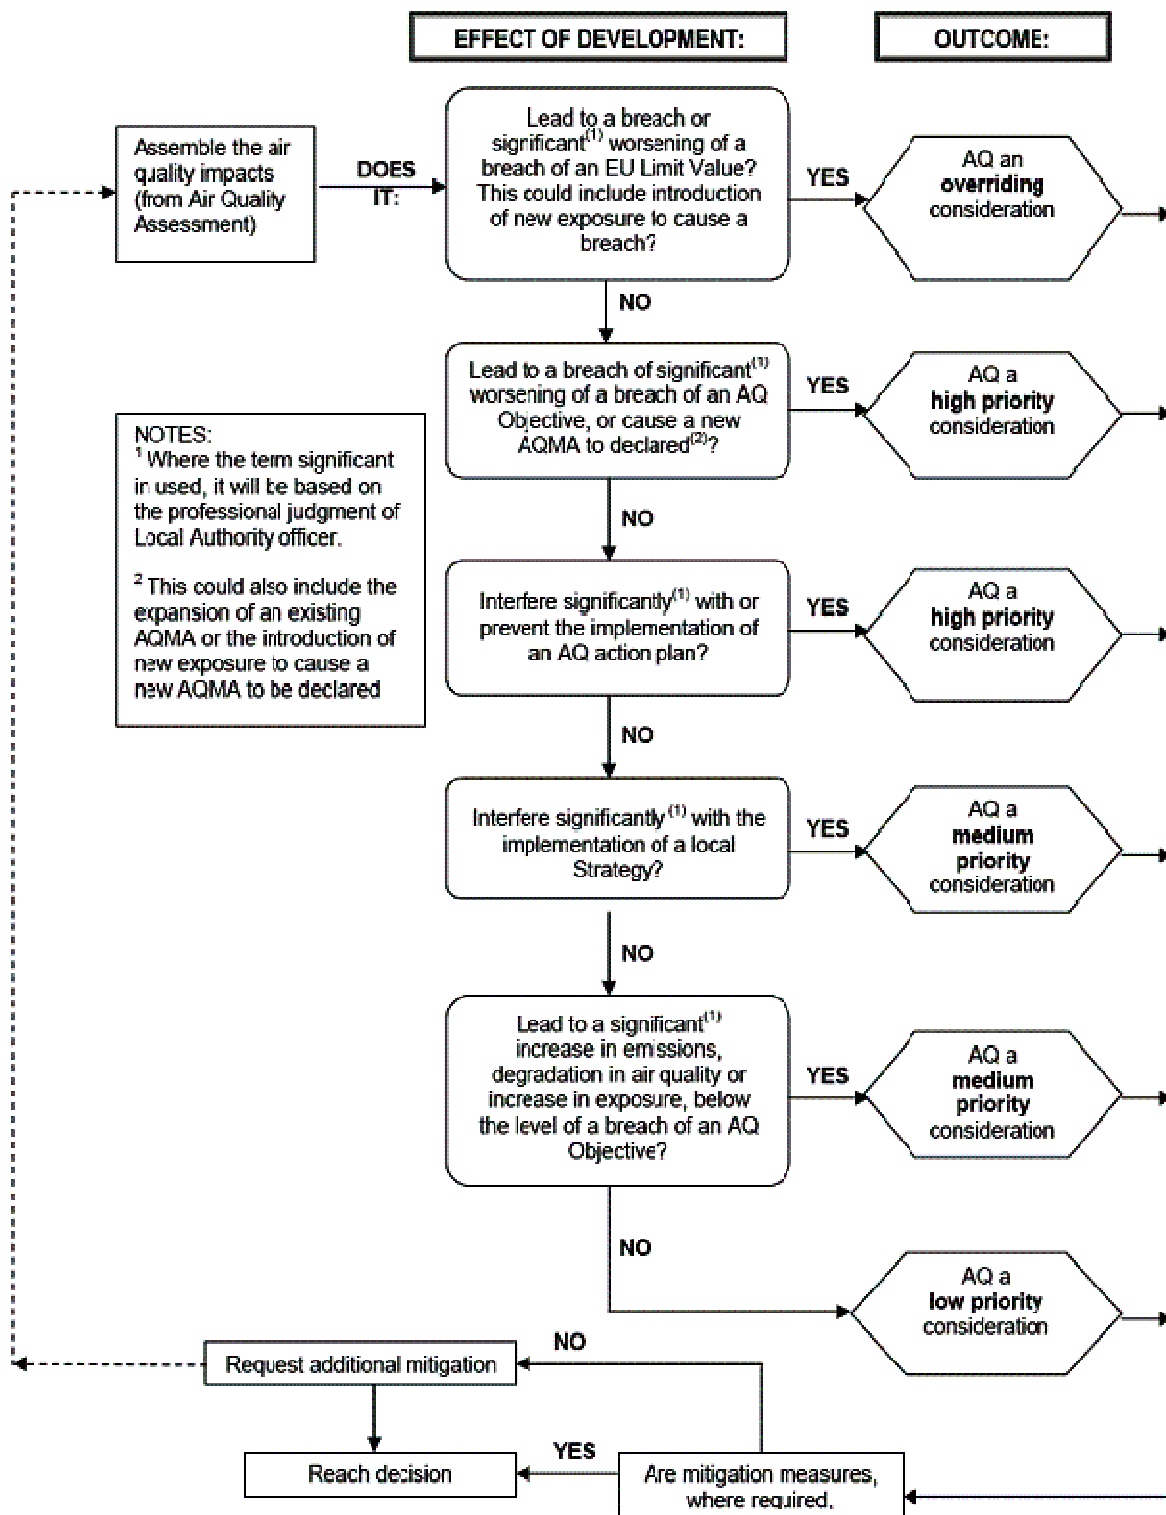 EFFECT OF DEVELOPMENT:
OUTCOME:
Assemble the air
quality impacts
(from Air Quality
Assessment)
DOES
IT:
Lead to a breach or
significant(1) worsening of a
breach of an EU Limit Value?
This could include introduction
of new exposure to cause a
breach?
YES
AQ an
overriding
consideration
NO
Lead to a breach of significant(1)
worsening of a breach of an AQ
Objective, or cause a new
AQMA to declared(2)?
YES
AQ a
high priority
consideration
NOTES:
1 Where the term significant
in used, it will be based on
the professional judgment of
Local Authority officer.
2 This could also include the
expansion of an existing
AQMA or the introduction of
new exposure to cause a
new AQMA to be declared
NO
Interfere significantly(1) with or
prevent the implementation of
an AQ action plan?
YES
AQ a
high priority
consideration
NO
Interfere significantly(1) with the
implementation of a local
Strategy?
YES
AQ a
medium
priority
consideration
NO
Lead to a significant(1)
increase in emissions,
degradation in air quality or
increase in exposure, below
the level of a breach of an AQ
Objective?
YES
AQ a
medium
priority
consideration
NO
AQ a
low priority
consideration
Request additional mitigation
NO
Reach decision
YES
Are mitigation measures,
where required,